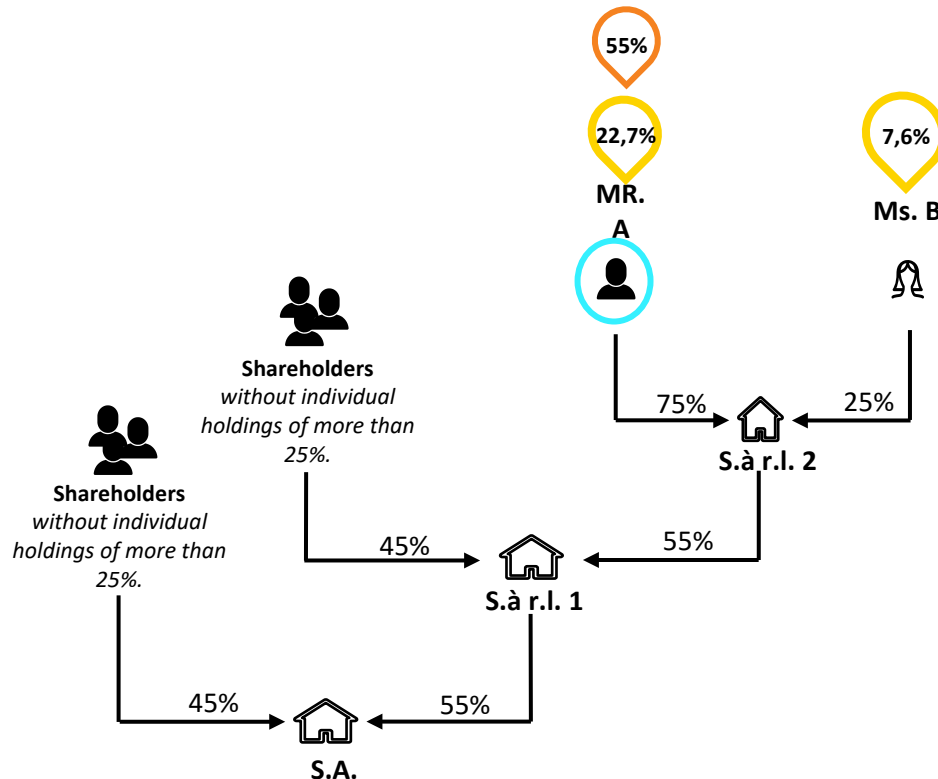 55%
22,7%
7,6%
MR.
A
Ms. B
Shareholders
without individual
holdings of more than
25%.
75%
25%
S.à r.l. 2
Shareholders
without individual
holdings of more than
25%.
45%
55%
S.à r.l. 1
45%
55%
S.A.